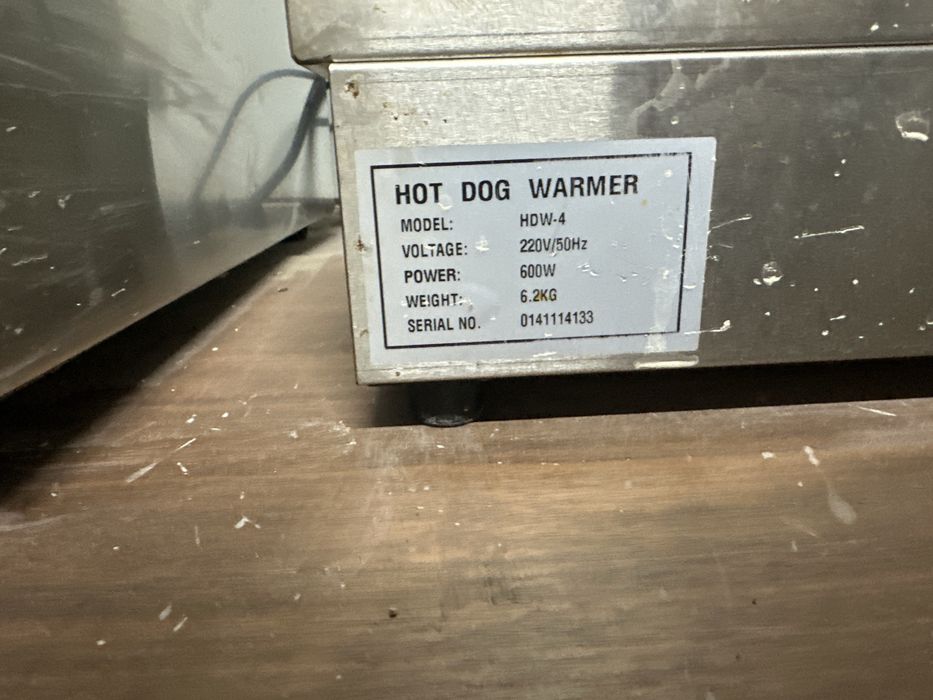 HOT DOG WARMER
MODEL: HDW-4
VOLTAGE: 220V/50Hz
POWER: 600W
WEIGHT: 6.2KG
SERIAL NO. 0141114133